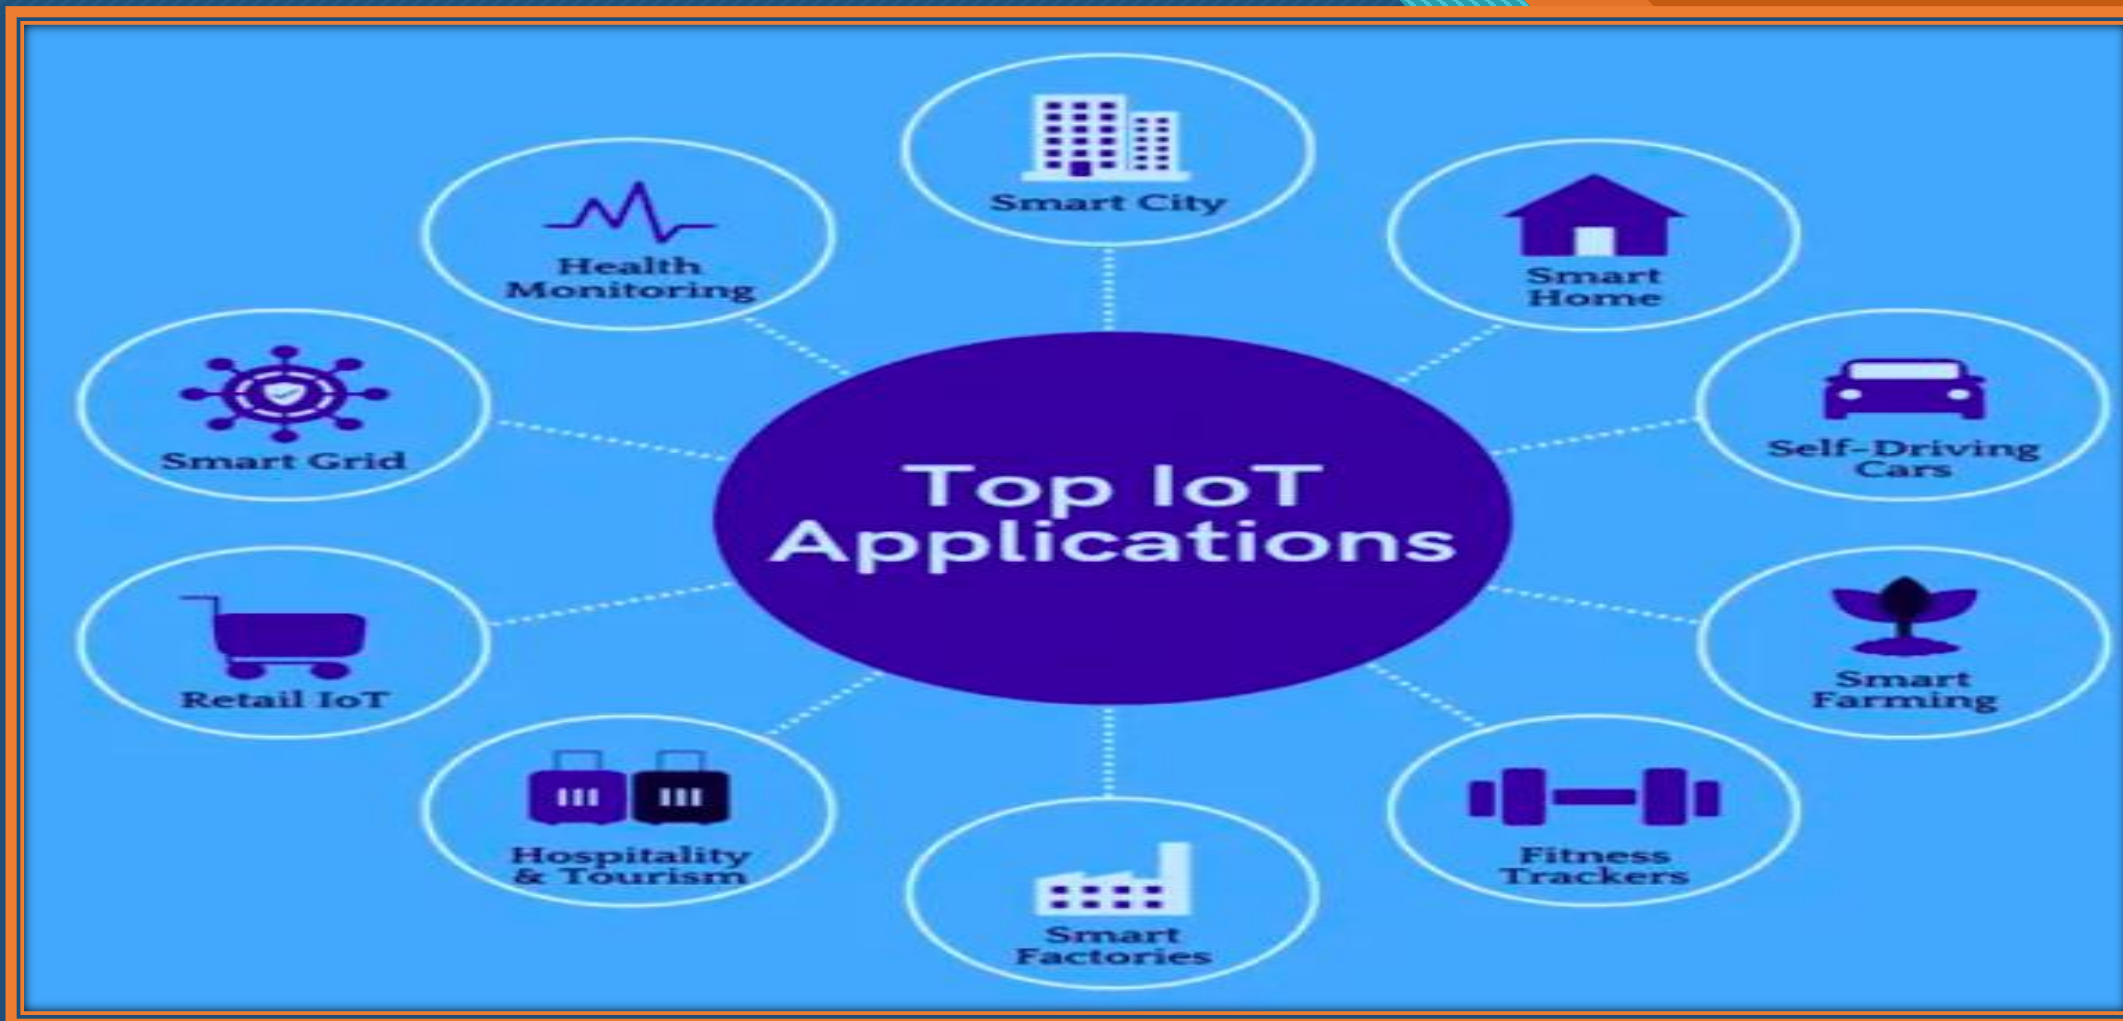 Top IoT
Applications
Smart City
Smart
Home
Self-Driving
Cars
Smart
Farming
Fitness
Trackers
Smart
Factories
Hospitality
& Tourism
Retail IoT
Smart Grid
Health
Monitoring